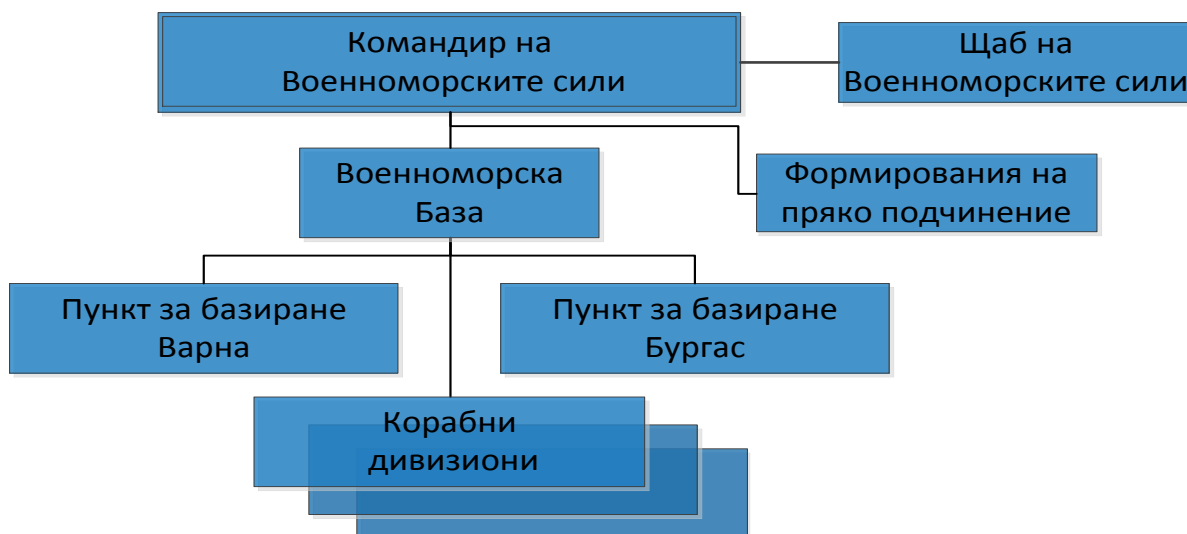 Командир на
Военноморските сили
Щаб на
Военноморските сили
Военноморска
База
Формирования на
пряко подчинение
Пункт за базиране
Варна
Пункт за базиране
Бургас
Корабни
дивизиони